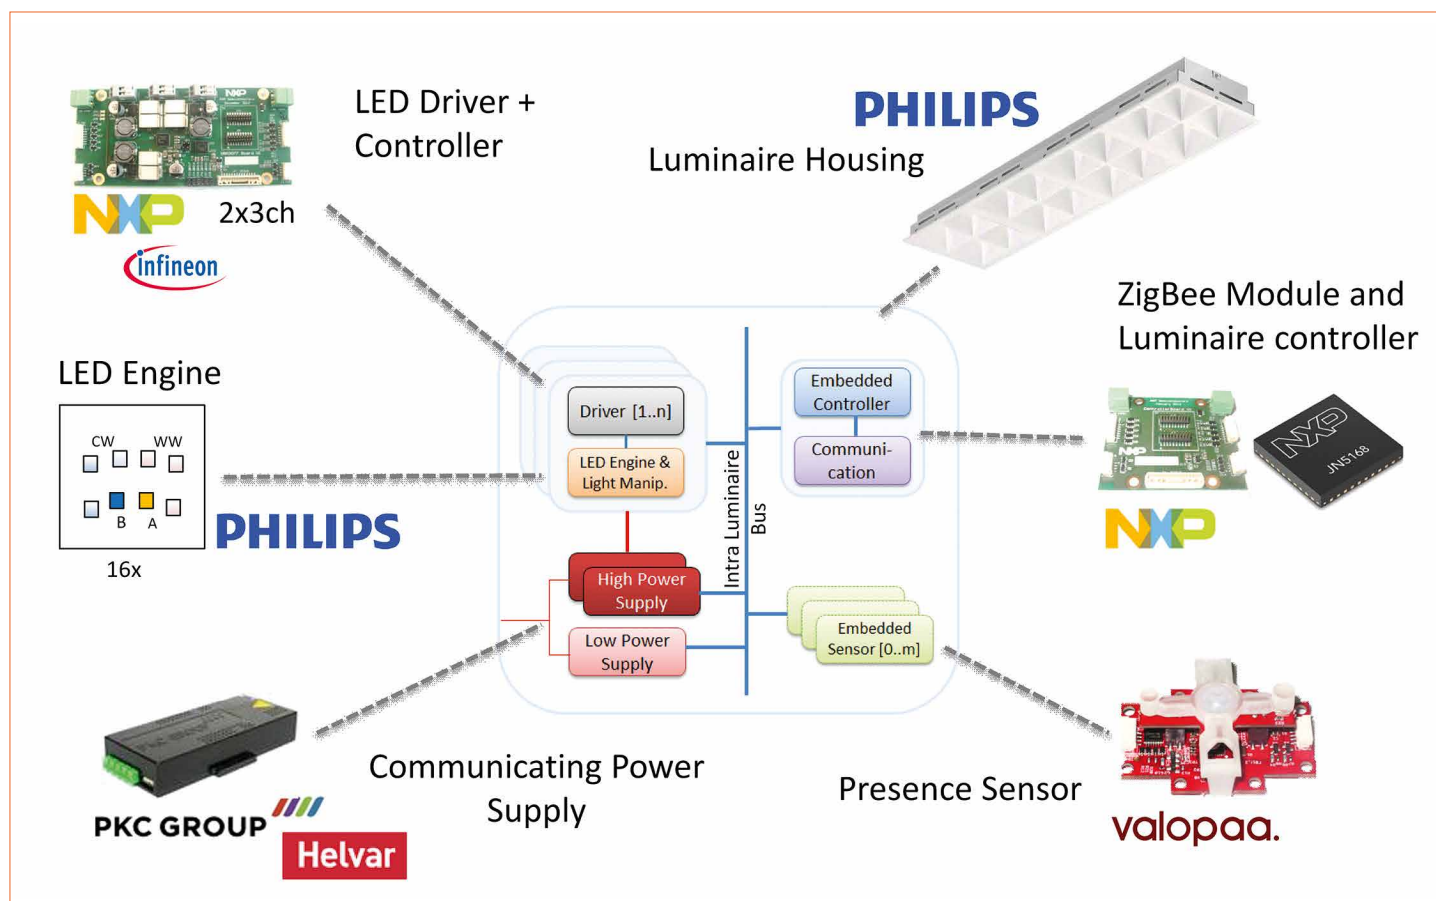 LED Driver +
Controller
NXP
NXP
2x3ch
infineon
PHILIPS
Luminaire Housing
ZigBee Module and
Luminaire controller
NXP
JN5168
NXP
LED Engine
CW
WW
B
A
16x
PHILIPS
Driver [1..n]
LED Engine &
Light Manip.
High Power
Supply
Low Power
Supply
Intra Luminaire
Bus
Embedded
Controller
Communi-
cation
Embedded
Sensor [0..m]
Communicating Power
Supply
PKC GROUP
Helvar
Presence Sensor
valopaa.